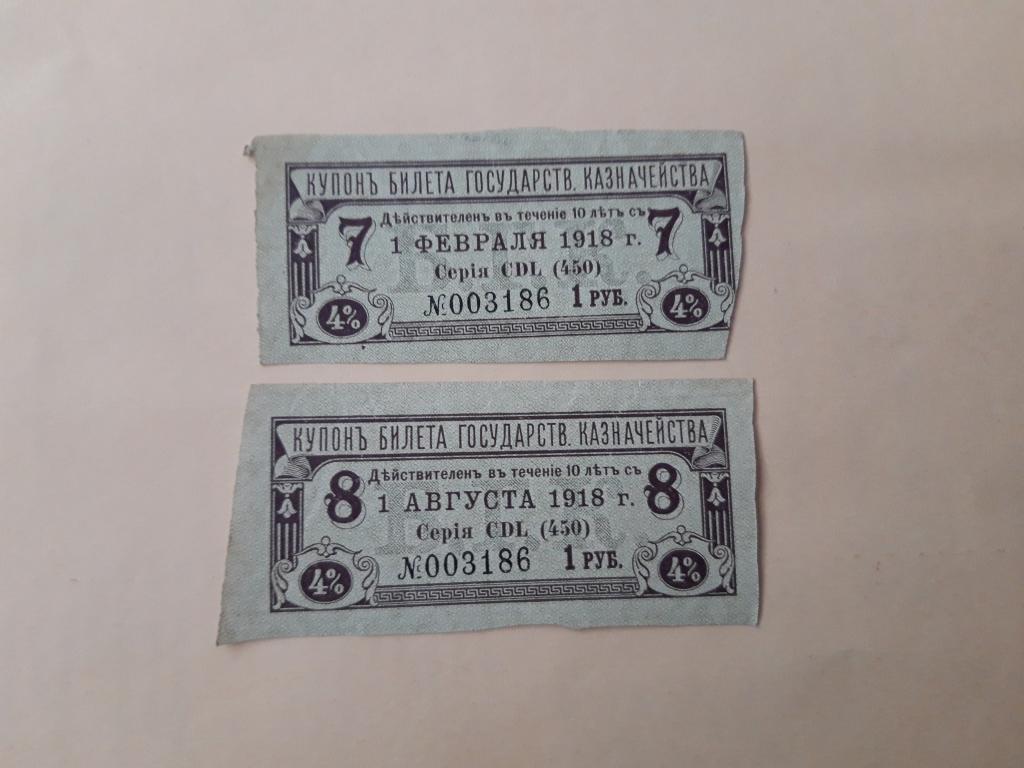 КУПОНЪ БИЛЕТА ГОСУДАРСТВ. КАЗНАЧЕЙСТВА
Дѣйствителенъ въ теченіе 10 лѣтъ съ
7 1 ФЕВРАЛЯ 1918 г. 7
Серія CDL (450)
№003186 1 РУБ.
4% 4%
КУПОНЪ БИЛЕТА ГОСУДАРСТВ. КАЗНАЧЕЙСТВА
Дѣйствителенъ въ теченіе 10 лѣтъ съ
8 1 АВГУСТА 1918 г. 8
Серія CDL (450)
№003186 1 РУБ.
4% 4%